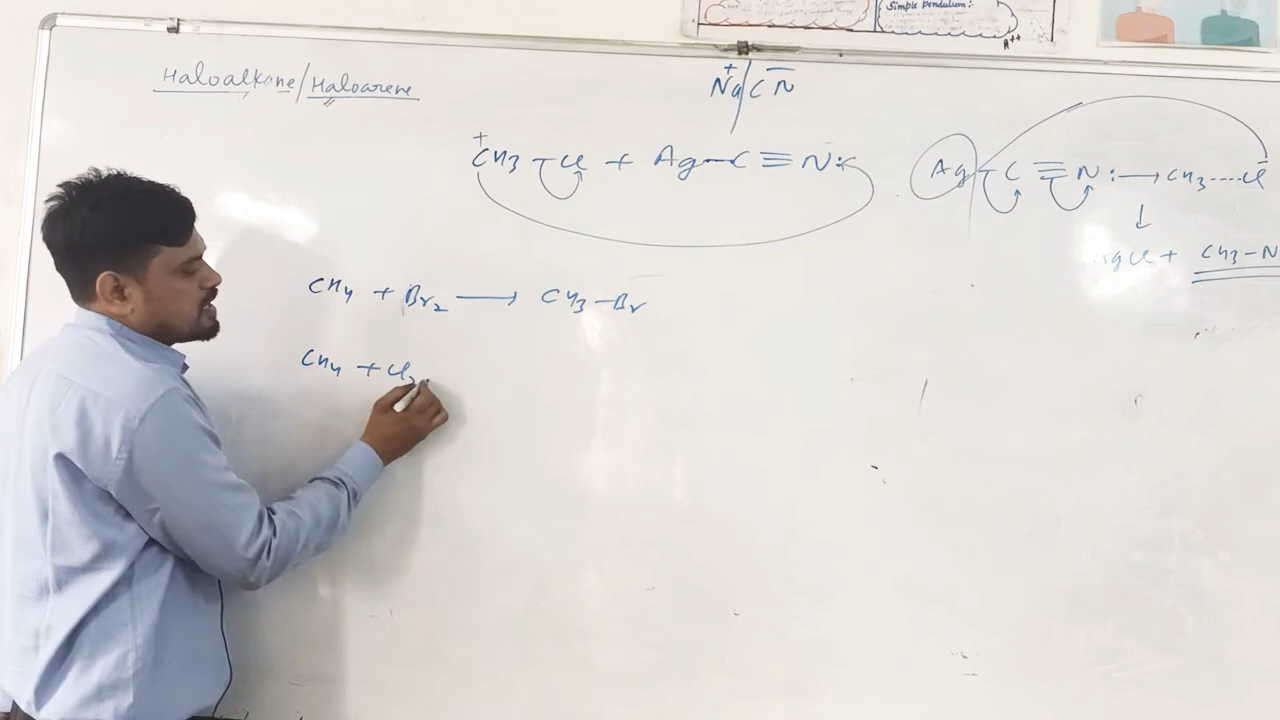 Simple Pendulum:-
A++
Haloalkane/Haloarene
Na⁺/CN⁻
⁺CH3-Cl + Ag-C≡N:
Ag-C≡N: → CH3----Cl⁻
↓
AgCl + CH3-N
CH4 + Br2 → CH3-Br
CH4 + Cl2